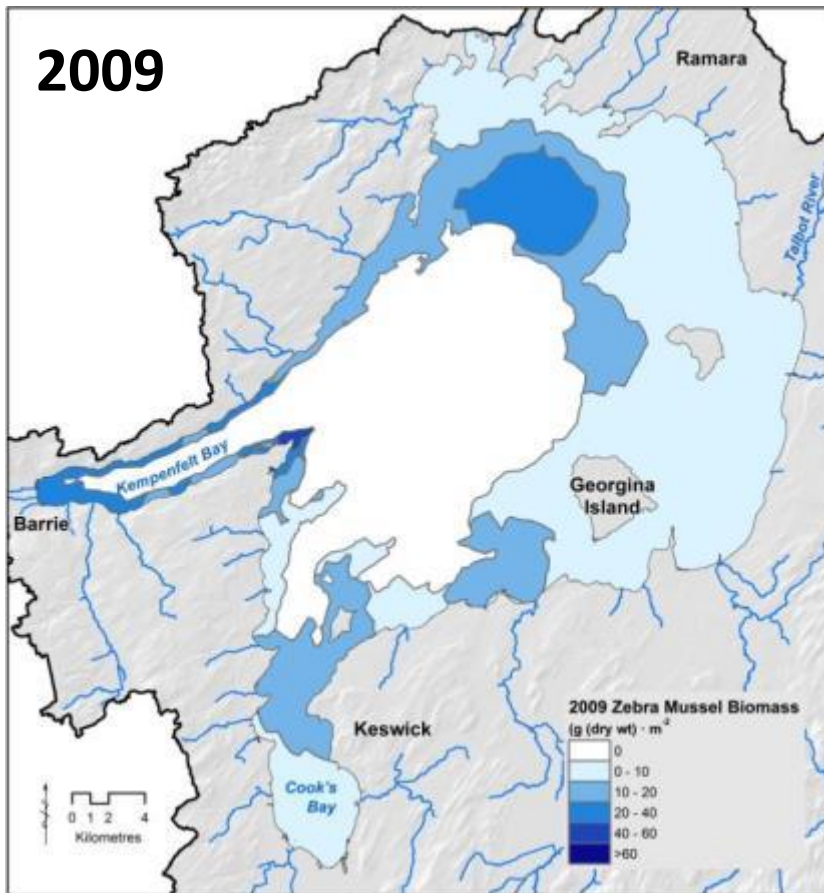 2009
Ramara
Talbot River
Kempenfelt Bay
Barrie
Georgina
Island
Keswick
Cook's
Bay
0 1 2 4
Kilometres
2009 Zebra Mussel Biomass
(g (dry wt) · m⁻²
0
0 - 10
10 - 20
20 - 40
40 - 60
>60